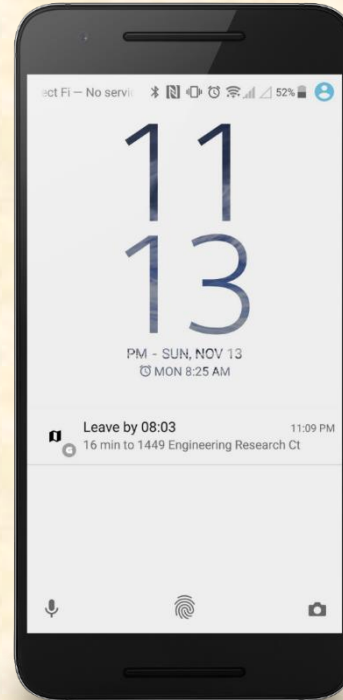 ect Fi — No servi 52%
11
13
PM - SUN, NOV 13
MON 8:25 AM
Leave by 08:03 11:09 PM
16 min to 1449 Engineering Research Ct